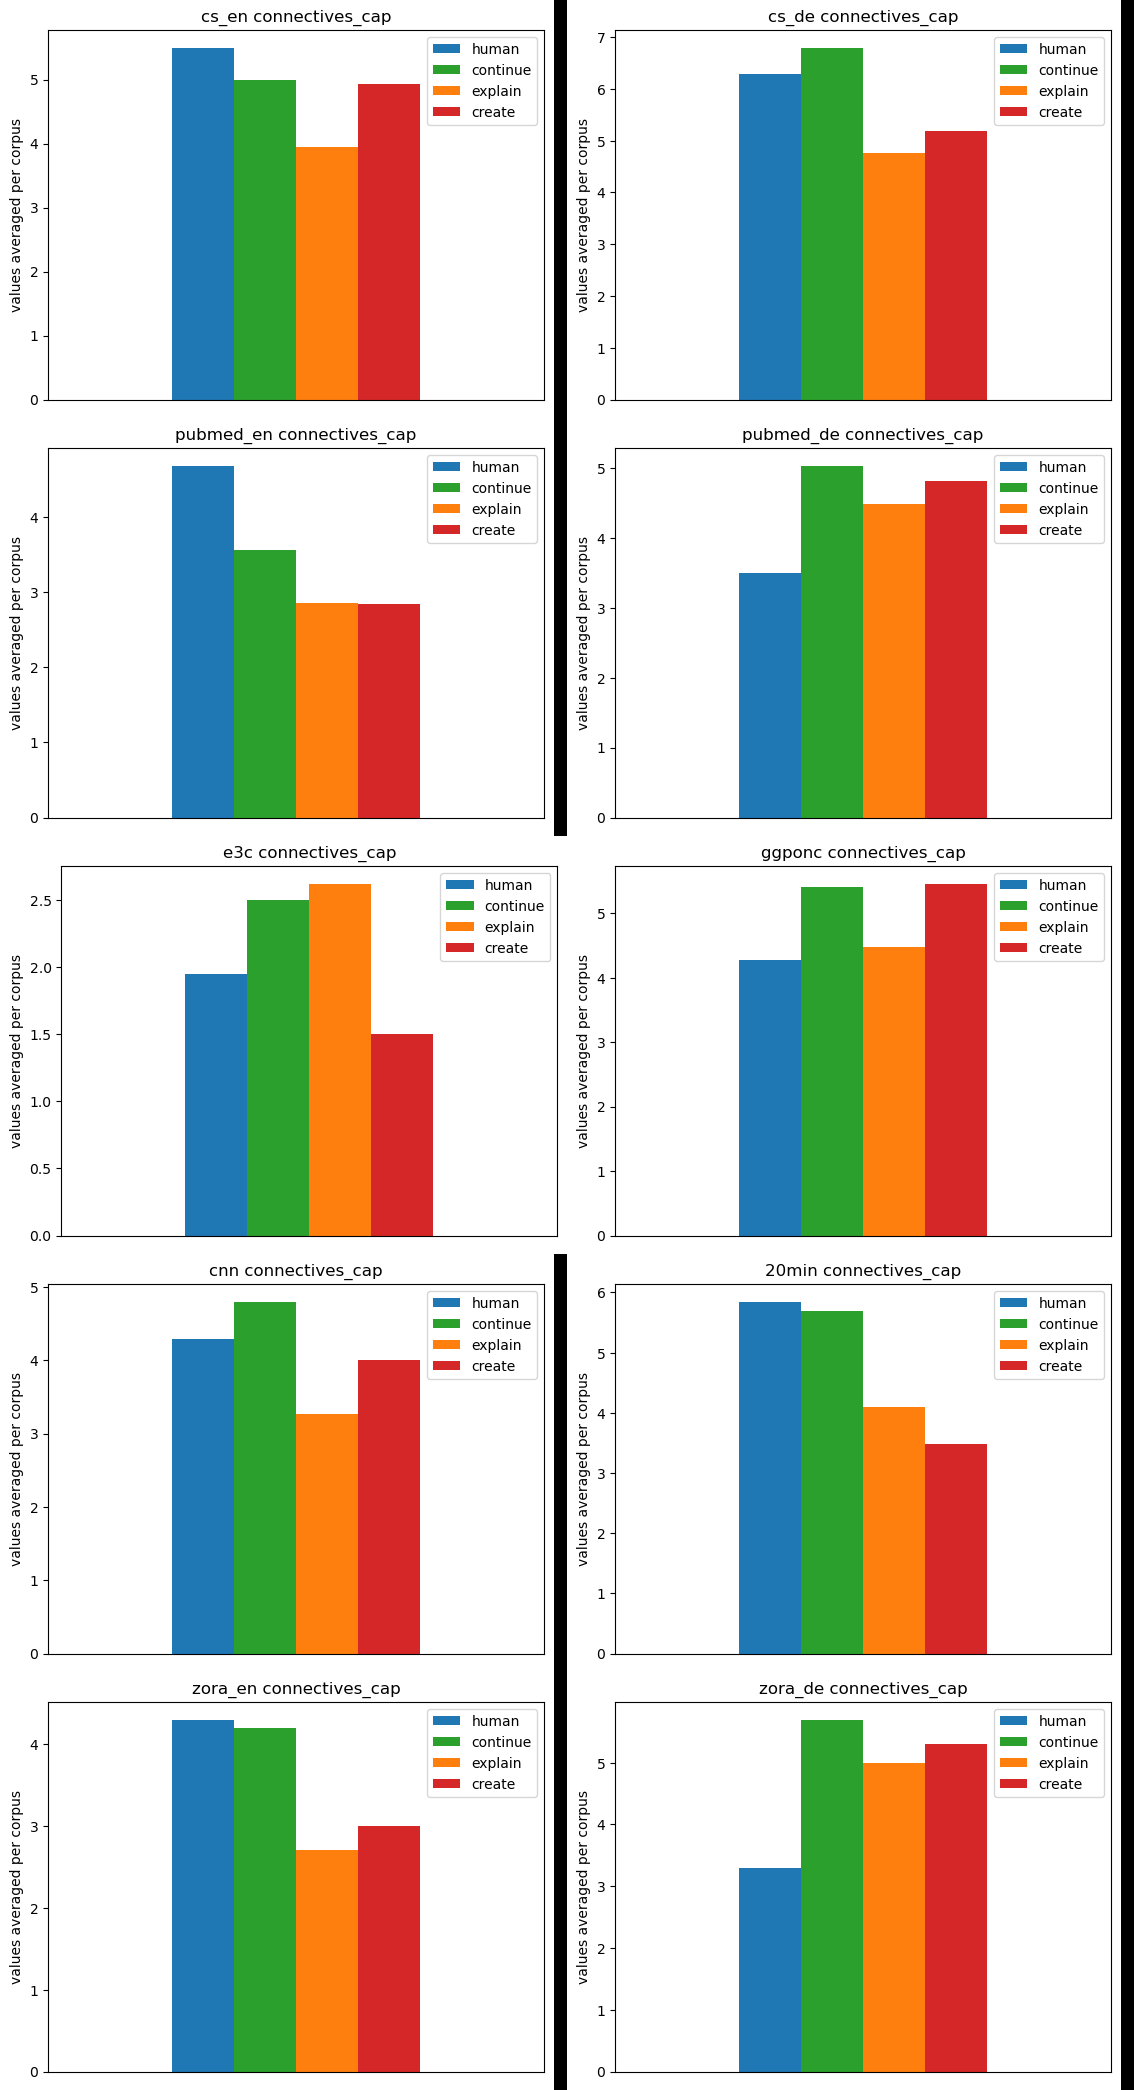 cs_en connectives_cap
values averaged per corpus
5
4
3
2
1
0
human
continue
explain
create
cs_de connectives_cap
values averaged per corpus
7
6
5
4
3
2
1
0
human
continue
explain
create
pubmed_en connectives_cap
values averaged per corpus
4
3
2
1
0
human
continue
explain
create
pubmed_de connectives_cap
values averaged per corpus
5
4
3
2
1
0
human
continue
explain
create
e3c connectives_cap
values averaged per corpus
2.5
2.0
1.5
1.0
0.5
0.0
human
continue
explain
create
ggponc connectives_cap
values averaged per corpus
5
4
3
2
1
0
human
continue
explain
create
cnn connectives_cap
values averaged per corpus
5
4
3
2
1
0
human
continue
explain
create
20min connectives_cap
values averaged per corpus
6
5
4
3
2
1
0
human
continue
explain
create
zora_en connectives_cap
values averaged per corpus
4
3
2
1
0
human
continue
explain
create
zora_de connectives_cap
values averaged per corpus
5
4
3
2
1
0
human
continue
explain
create